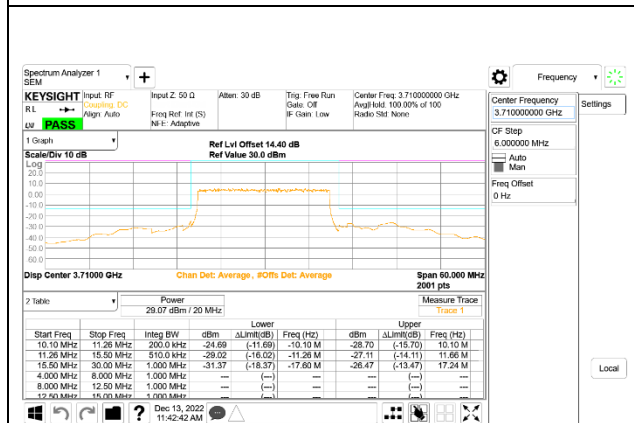 Spectrum Analyzer 1
SEM
Frequency
KEYSIGHT Input: RF Input Z: 50 Ω Atten: 30 dB Trig: Free Run Center Freq: 3.710000000 GHz
RL Coupling: DC Gate: Off Avg|Hold: 100.00% of 100
Align: Auto Freq Ref: Int (S) IF Gain: Low Radio Std: None
PASS NFE: Adaptive
Center Frequency
3.710000000 GHz
Settings
CF Step
6.000000 MHz
Auto
Man
Freq Offset
0 Hz
1 Graph
Ref Lvl Offset 14.40 dB
Scale/Div 10 dB Ref Value 30.0 dBm
Log
20.0
10.0
0.00
-10.0
-20.0
-30.0
-40.0
-50.0
-60.0
Disp Center 3.71000 GHz Chan Det: Average, #Offs Det: Average Span 60.000 MHz
2001 pts
2 Table Power Measure Trace
29.07 dBm / 20 MHz Trace 1
Lower Upper
Start Freq Stop Freq Integ BW dBm ΔLimit(dB) Freq (Hz) dBm ΔLimit(dB) Freq (Hz)
10.10 MHz 11.26 MHz 200.0 kHz -24.69 (-11.69) -10.10 M -28.70 (-15.70) 10.10 M
11.26 MHz 15.50 MHz 510.0 kHz -29.02 (-16.02) -11.26 M -27.11 (-14.11) 11.66 M
15.50 MHz 30.00 MHz 1.000 MHz -31.37 (-18.37) -17.60 M -26.47 (-13.47) 17.24 M
4.000 MHz 8.000 MHz 1.000 MHz --- (---) --- --- (---) ---
8.000 MHz 12.50 MHz 1.000 MHz --- (---) --- --- (---) ---
12.50 MHz 15.00 MHz 1.000 MHz --- (---) --- --- (---) ---
Local
? Dec 13, 2022
11:42:42 AM